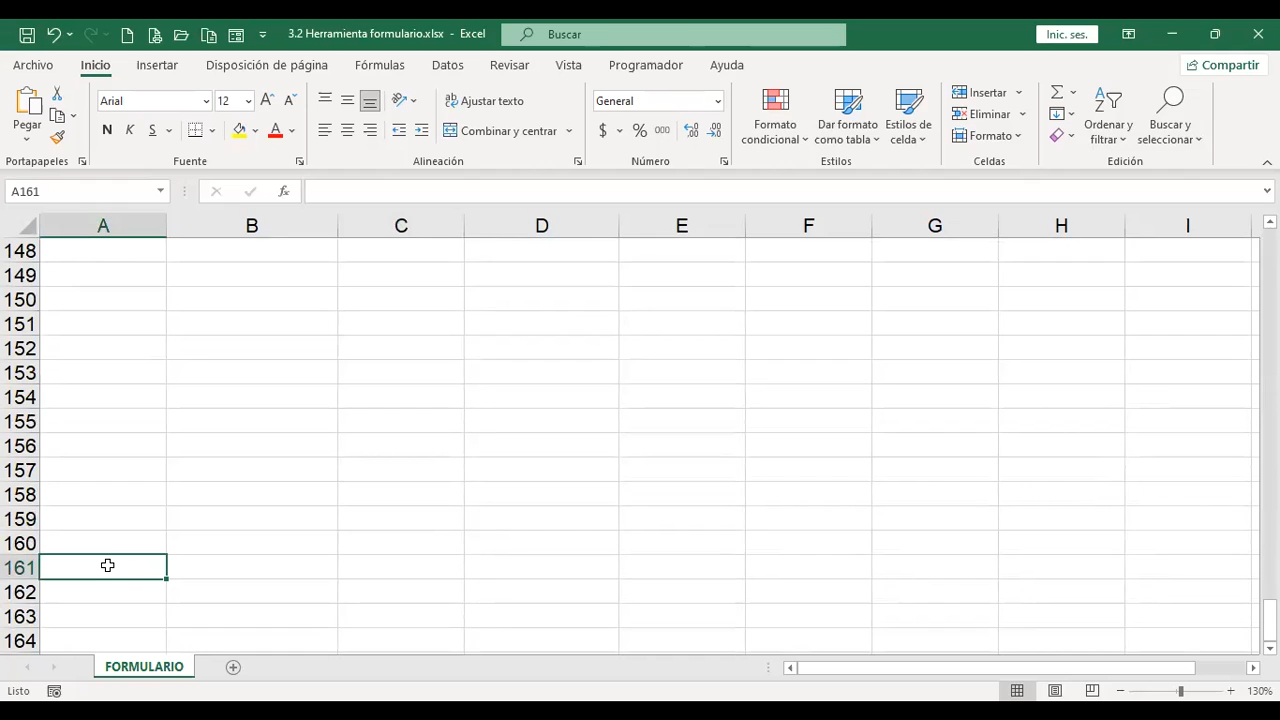 3.2 Herramienta formulario.xlsx - Excel
Buscar
Inic. ses.
Archivo Inicio Insertar Disposición de página Fórmulas Datos Revisar Vista Programador Ayuda
Compartir
Pegar
Portapapeles
Arial 12
N K S
Fuente
Ajustar texto
Combinar y centrar
Alineación
General
$ % 000
Número
Formato condicional
Dar formato como tabla
Estilos de celda
Estilos
Insertar
Eliminar
Formato
Celdas
Ordenar y filtrar
Buscar y seleccionar
Edición
A161
fx
A B C D E F G H I
148
149
150
151
152
153
154
155
156
157
158
159
160
161
162
163
164
FORMULARIO
Listo
130%